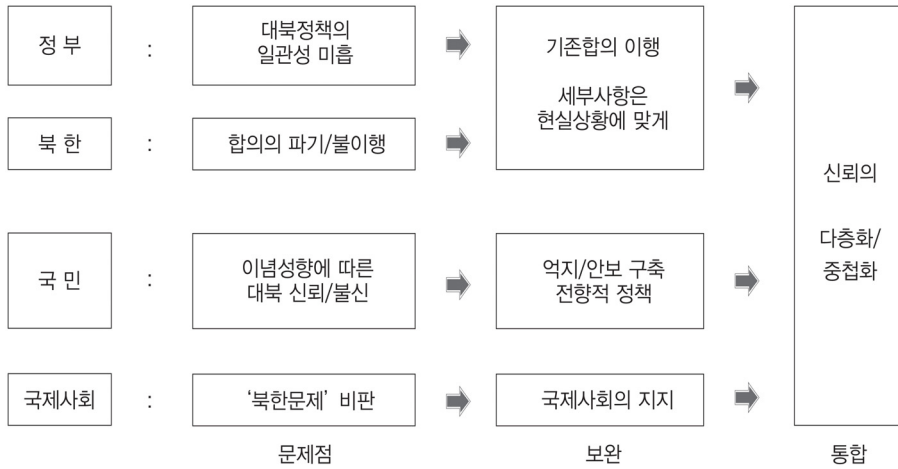 정 부
:
대북정책의
일관성 미흡
기존합의 이행
세부사항은
현실상황에 맞게
북 한
:
합의의 파기/불이행
신뢰의
다층화/
중첩화
국 민
:
이념성향에 따른
대북 신뢰/불신
억지/안보 구축
전향적 정책
국제사회
:
‘북한문제’ 비판
국제사회의 지지
문제점
보완
통합